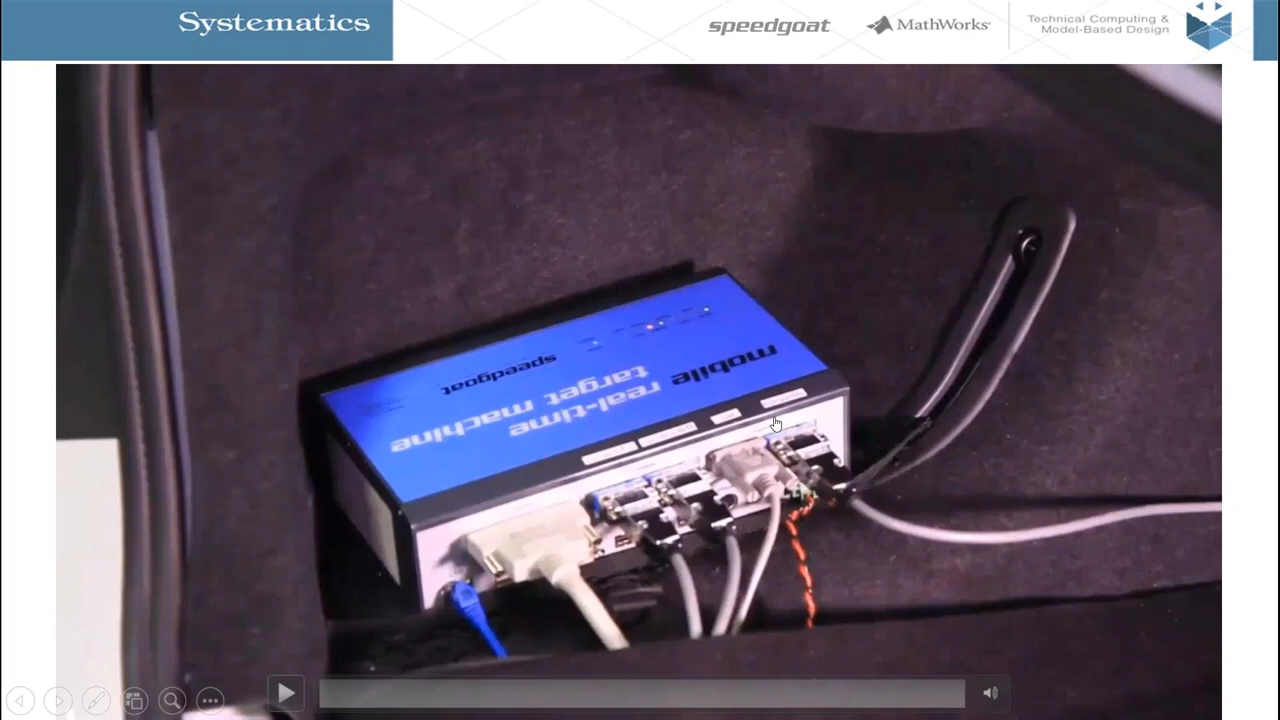 Systematics
speedgoat
MathWorks
Technical Computing &
Model-Based Design
speedgoat
mobile real-time
target machine